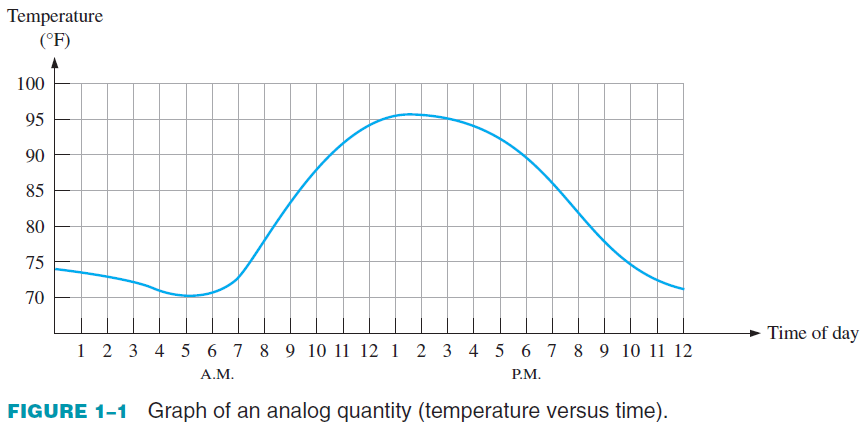 Temperature
(°F)
100
95
90
85
80
75
70
Time of day
1 2 3 4 5 6 7 8 9 10 11 12 1 2 3 4 5 6 7 8 9 10 11 12
A.M. P.M.
FIGURE 1–1 Graph of an analog quantity (temperature versus time).